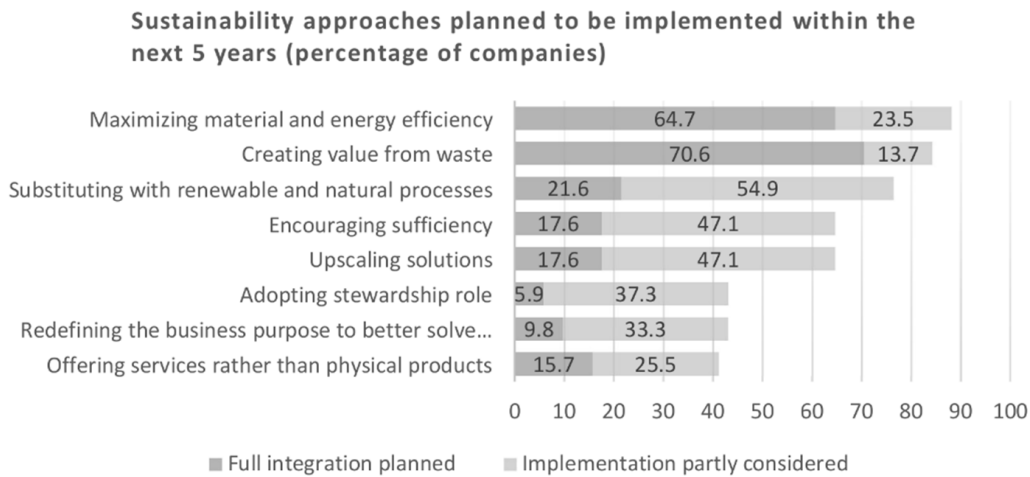 Sustainability approaches planned to be implemented within the
next 5 years (percentage of companies)
Maximizing material and energy efficiency 64.7 23.5
Creating value from waste 70.6 13.7
Substituting with renewable and natural processes 21.6 54.9
Encouraging sufficiency 17.6 47.1
Upscaling solutions 17.6 47.1
Adopting stewardship role 5.9 37.3
Redefining the business purpose to better solve... 9.8 33.3
Offering services rather than physical products 15.7 25.5
0 10 20 30 40 50 60 70 80 90 100
Full integration planned Implementation partly considered